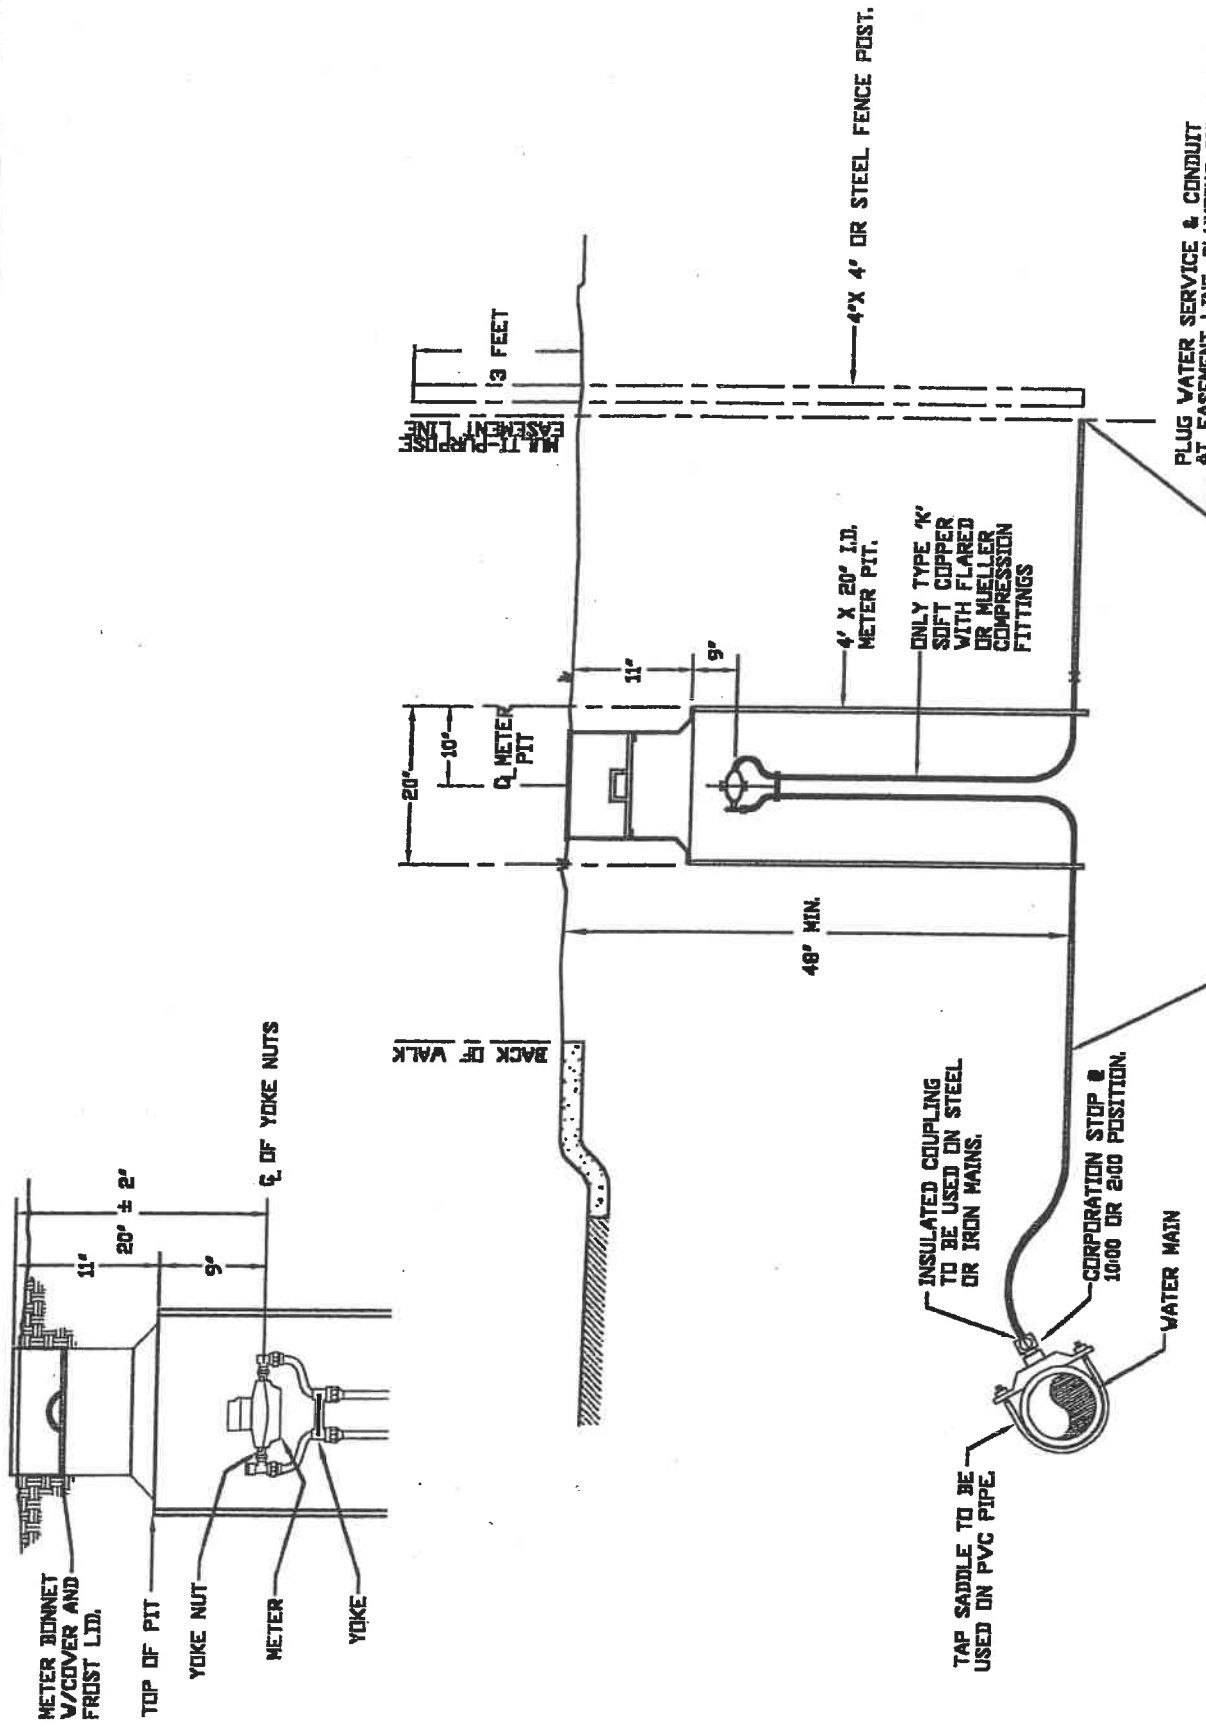 METER BONNET
W/COVER AND
FROST LID.
TOP OF PIT
YOKE NUT
METER
YOKE
11"
20" ± 2"
9"
℄ OF YOKE NUTS
BACK OF WALK
20"
10"
℄ METER
PIT
MULTI-PURPOSE
EASEMENT LINE
3 FEET
11"
9"
48" MIN.
4' X 20" I.D.
METER PIT.
ONLY TYPE 'K'
SOFT COPPER
WITH FLARED
OR MUELLER
COMPRESSION
FITTINGS
4"X 4" OR STEEL FENCE POST.
INSULATED COUPLING
TO BE USED ON STEEL
OR IRON MAINS.
CORPORATION STOP @
10:00 OR 2:00 POSITION.
WATER MAIN
TAP SADDLE TO BE
USED ON PVC PIPE.
PLUG WATER SERVICE & CONDUIT
AT EASEMENT LINE.